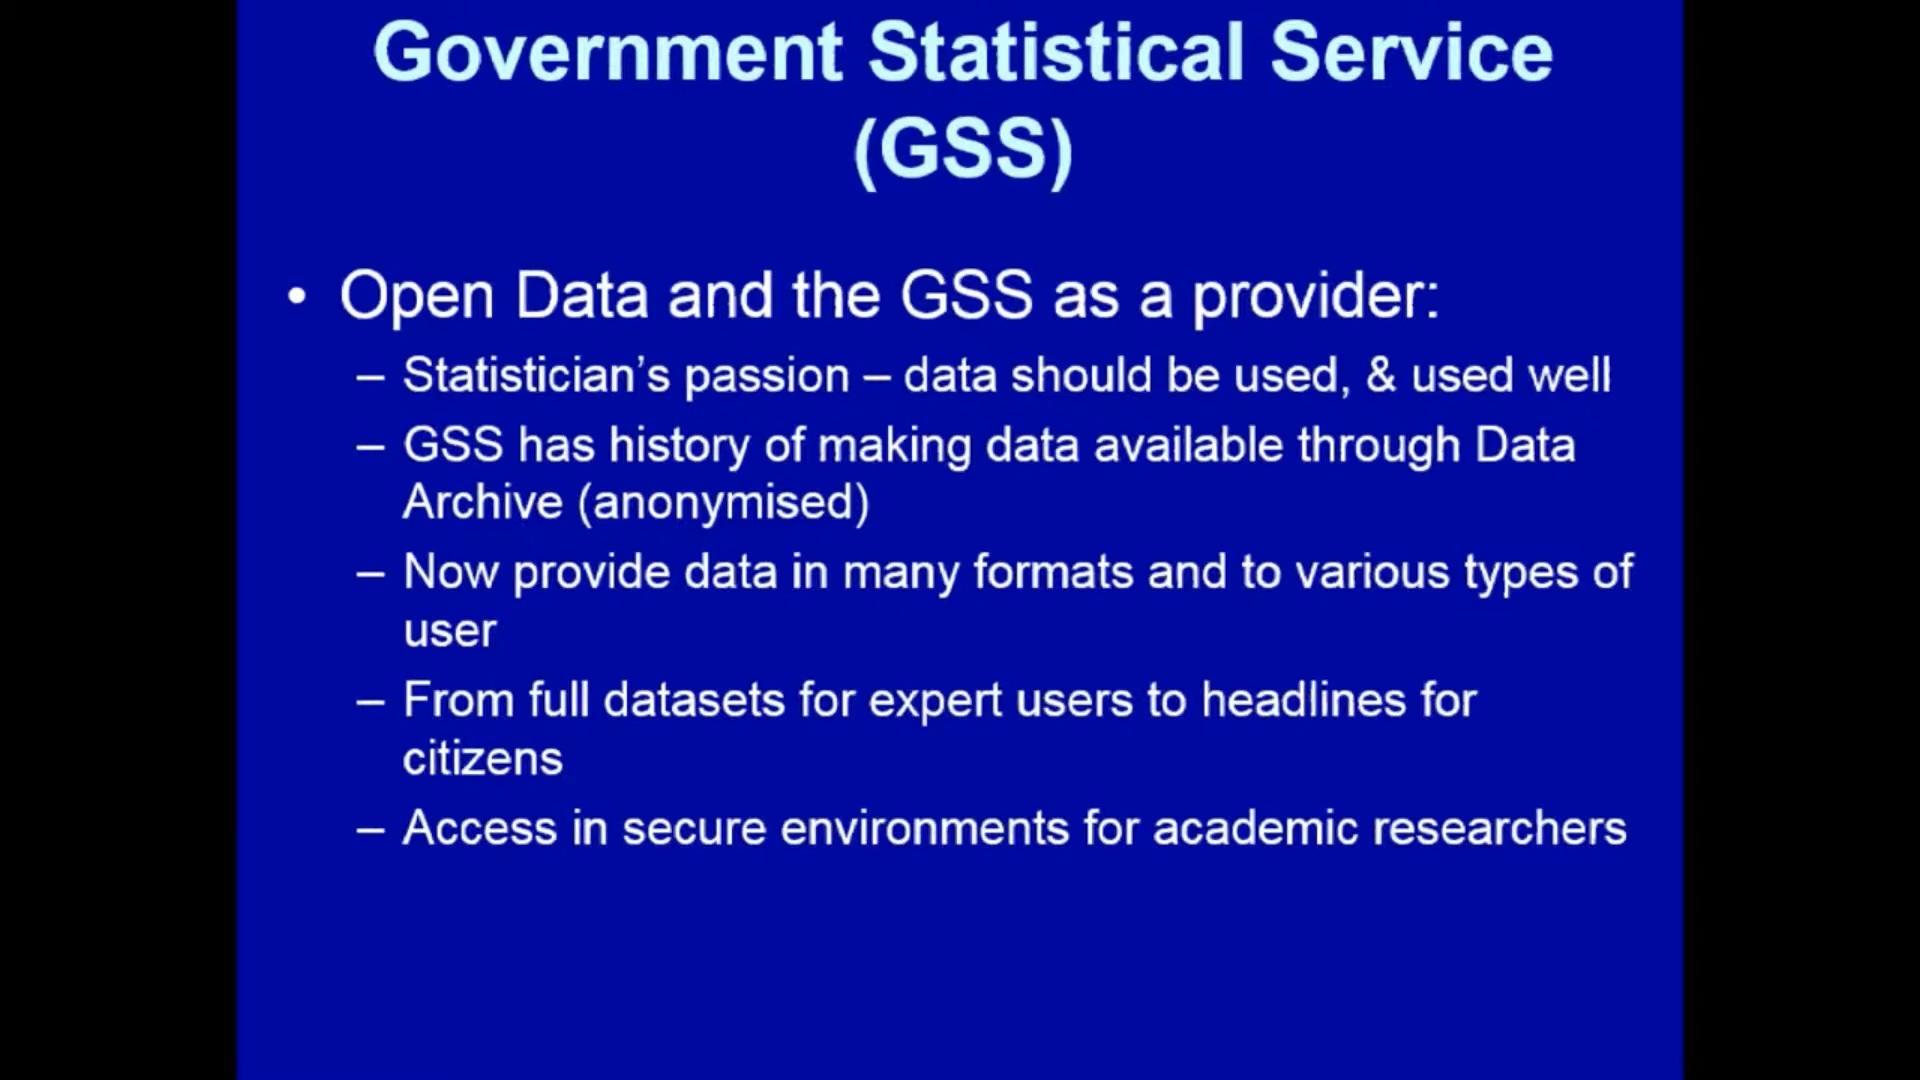 Government Statistical Service
(GSS)
• Open Data and the GSS as a provider:
– Statistician’s passion – data should be used, & used well
– GSS has history of making data available through Data
Archive (anonymised)
– Now provide data in many formats and to various types of
user
– From full datasets for expert users to headlines for
citizens
– Access in secure environments for academic researchers